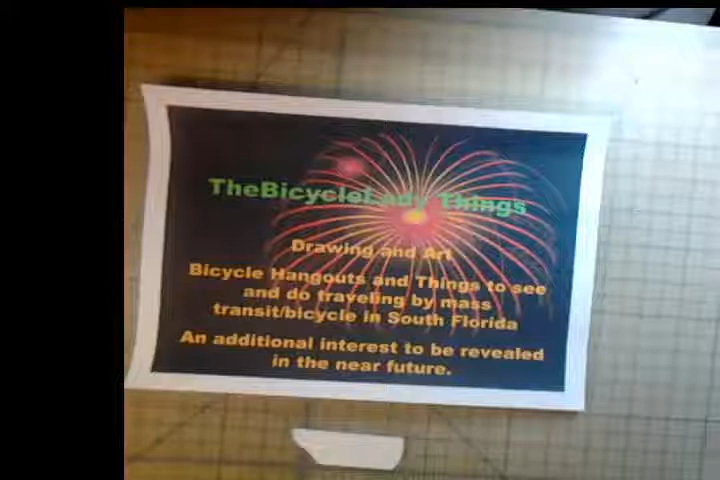 TheBicycleLady Things
Drawing and Art
Bicycle Hangouts and Things to see
and do traveling by mass
transit/bicycle in South Florida
An additional interest to be revealed
in the near future.